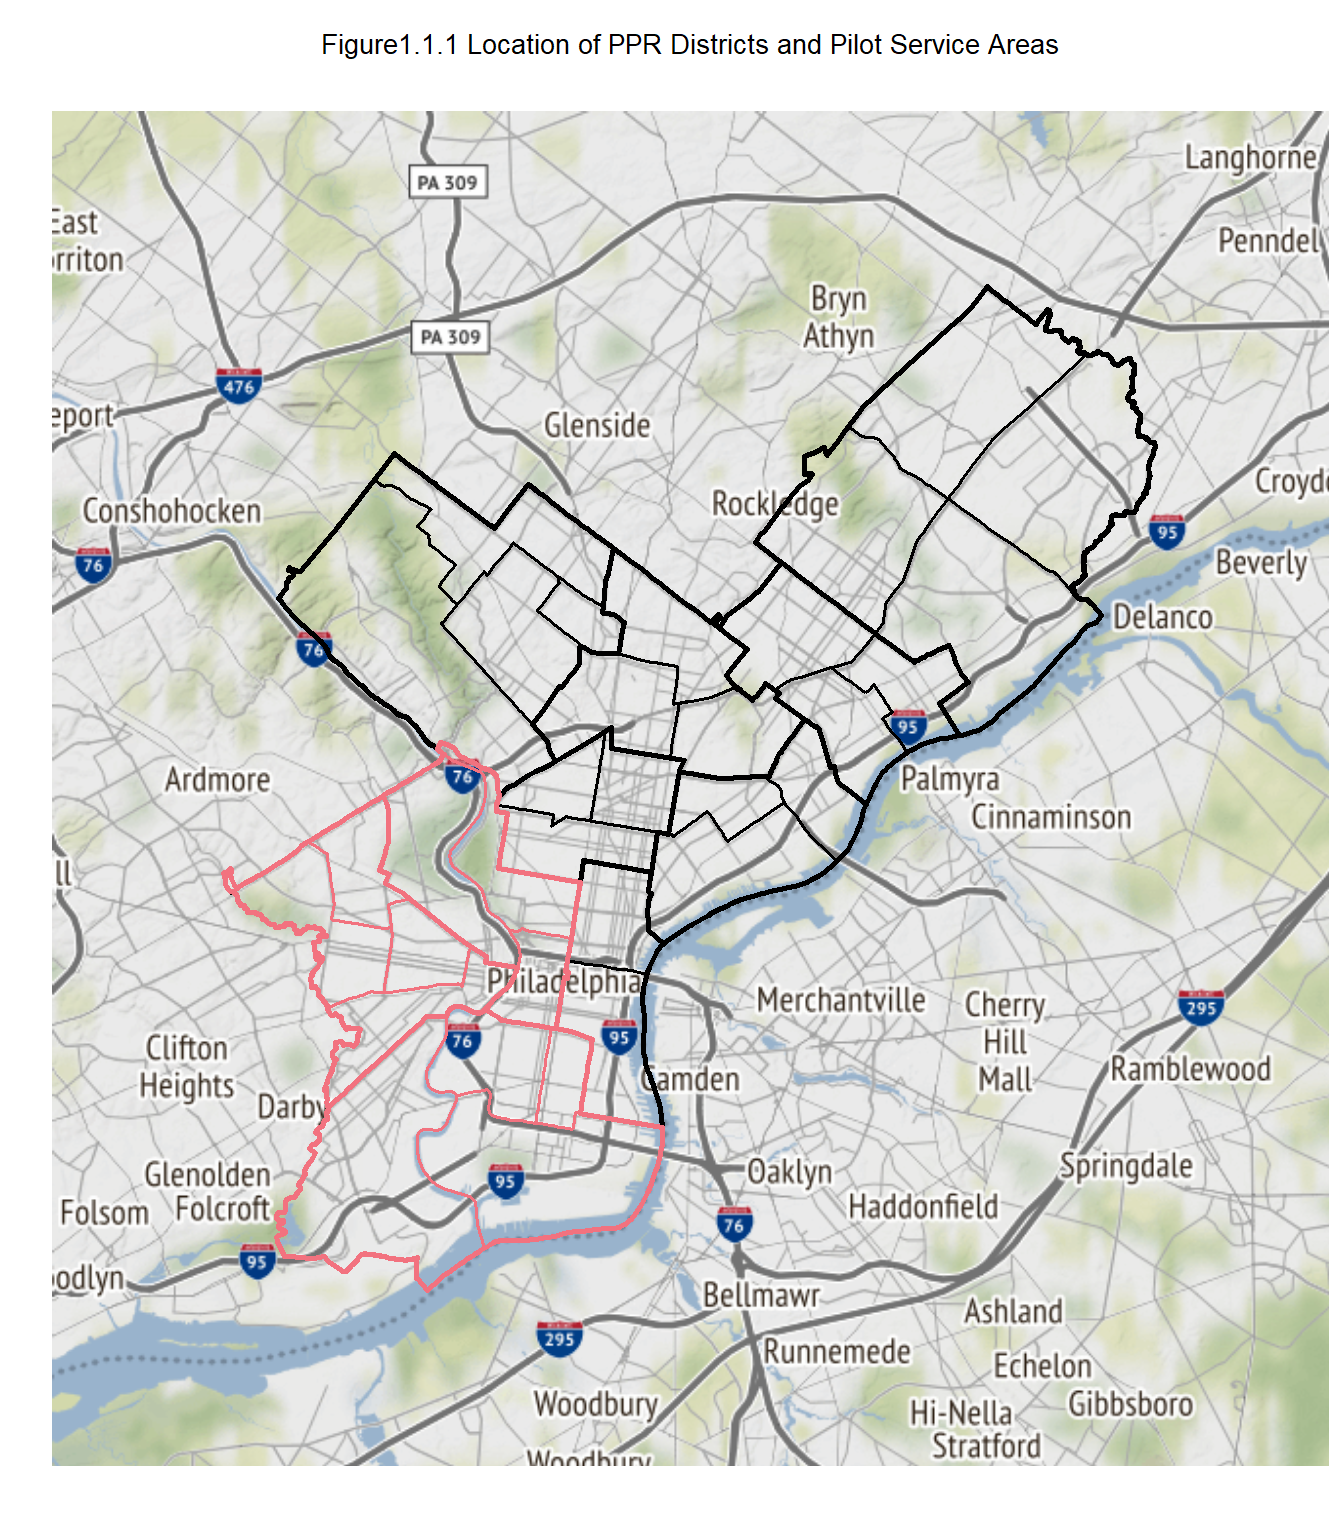 Figure1.1.1 Location of PPR Districts and Pilot Service Areas
Langhorne
PA 309
East
rriton
Penndel
Bryn
Athyn
PA 309
476
eport
Glenside
Croyd
Conshohocken
Rockledge
95
76
Beverly
Delanco
76
95
Ardmore
76
Palmyra
Cinnaminson
ll
Philadelphia
Merchantville
Cherry
Hill
Mall
295
Clifton
Heights
76
95
Ramblewood
Camden
Darby
Glenolden
Folcroft
Folsom
95
Oaklyn
Springdale
Haddonfield
76
95
odlyn
Bellmawr
Ashland
295
Runnemede
Echelon
Woodbury
Gibbsboro
Hi-Nella
Stratford
Woodbury